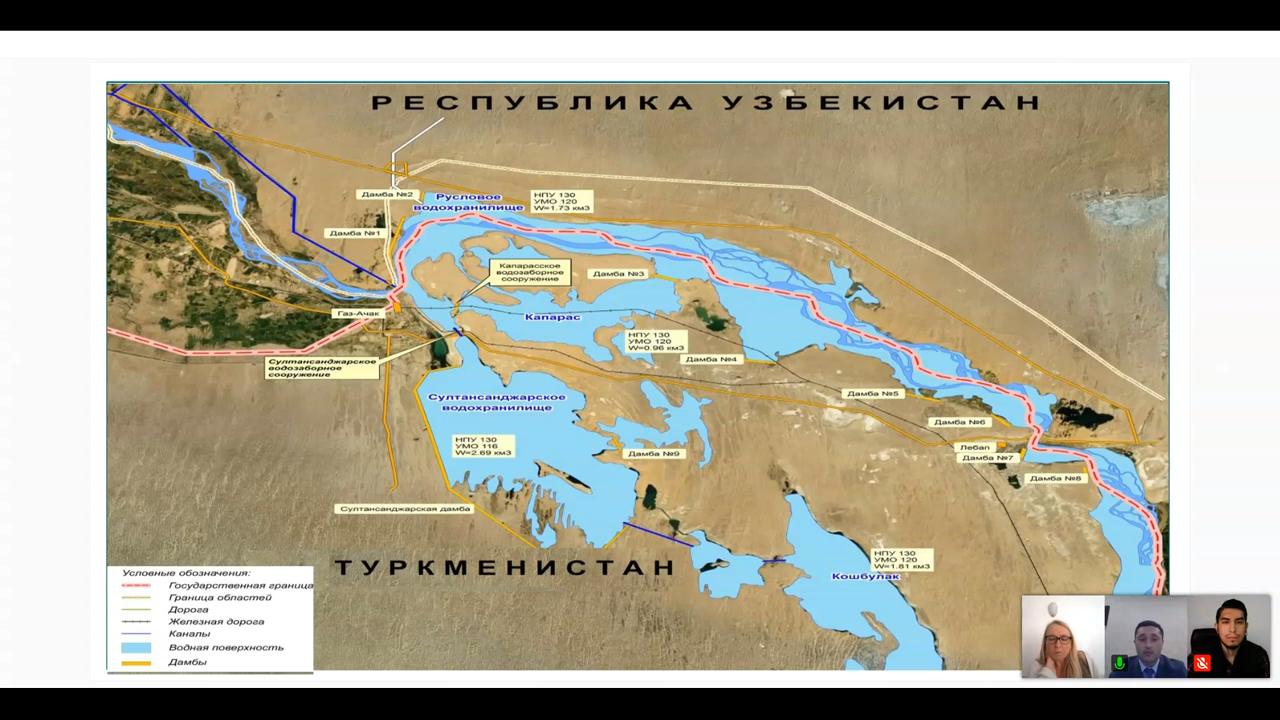 РЕСПУБЛИКА УЗБЕКИСТАН
Дамба №2
Русловое
водохранилище
НПУ 130
УМО 120
W=1.73 км3
Дамба №1
Капарасское
водозаборное
сооружение
Дамба №3
Газ-Ачак
Капарас
НПУ 130
УМО 120
W=0.96 км3
Дамба №4
Султансанджарское
водозаборное
сооружение
Султансанджарское
водохранилище
Дамба №5
Дамба №6
НПУ 130
УМО 116
W=2.69 км3
Дамба №9
Лебап
Дамба №7
Дамба №8
Султансанджарская дамба
ТУРКМЕНИСТАН
НПУ 130
УМО 120
W=1.81 км3
Кошбулак
Условные обозначения:
Государственная граница
Граница областей
Дорога
Железная дорога
Каналы
Водная поверхность
Дамбы